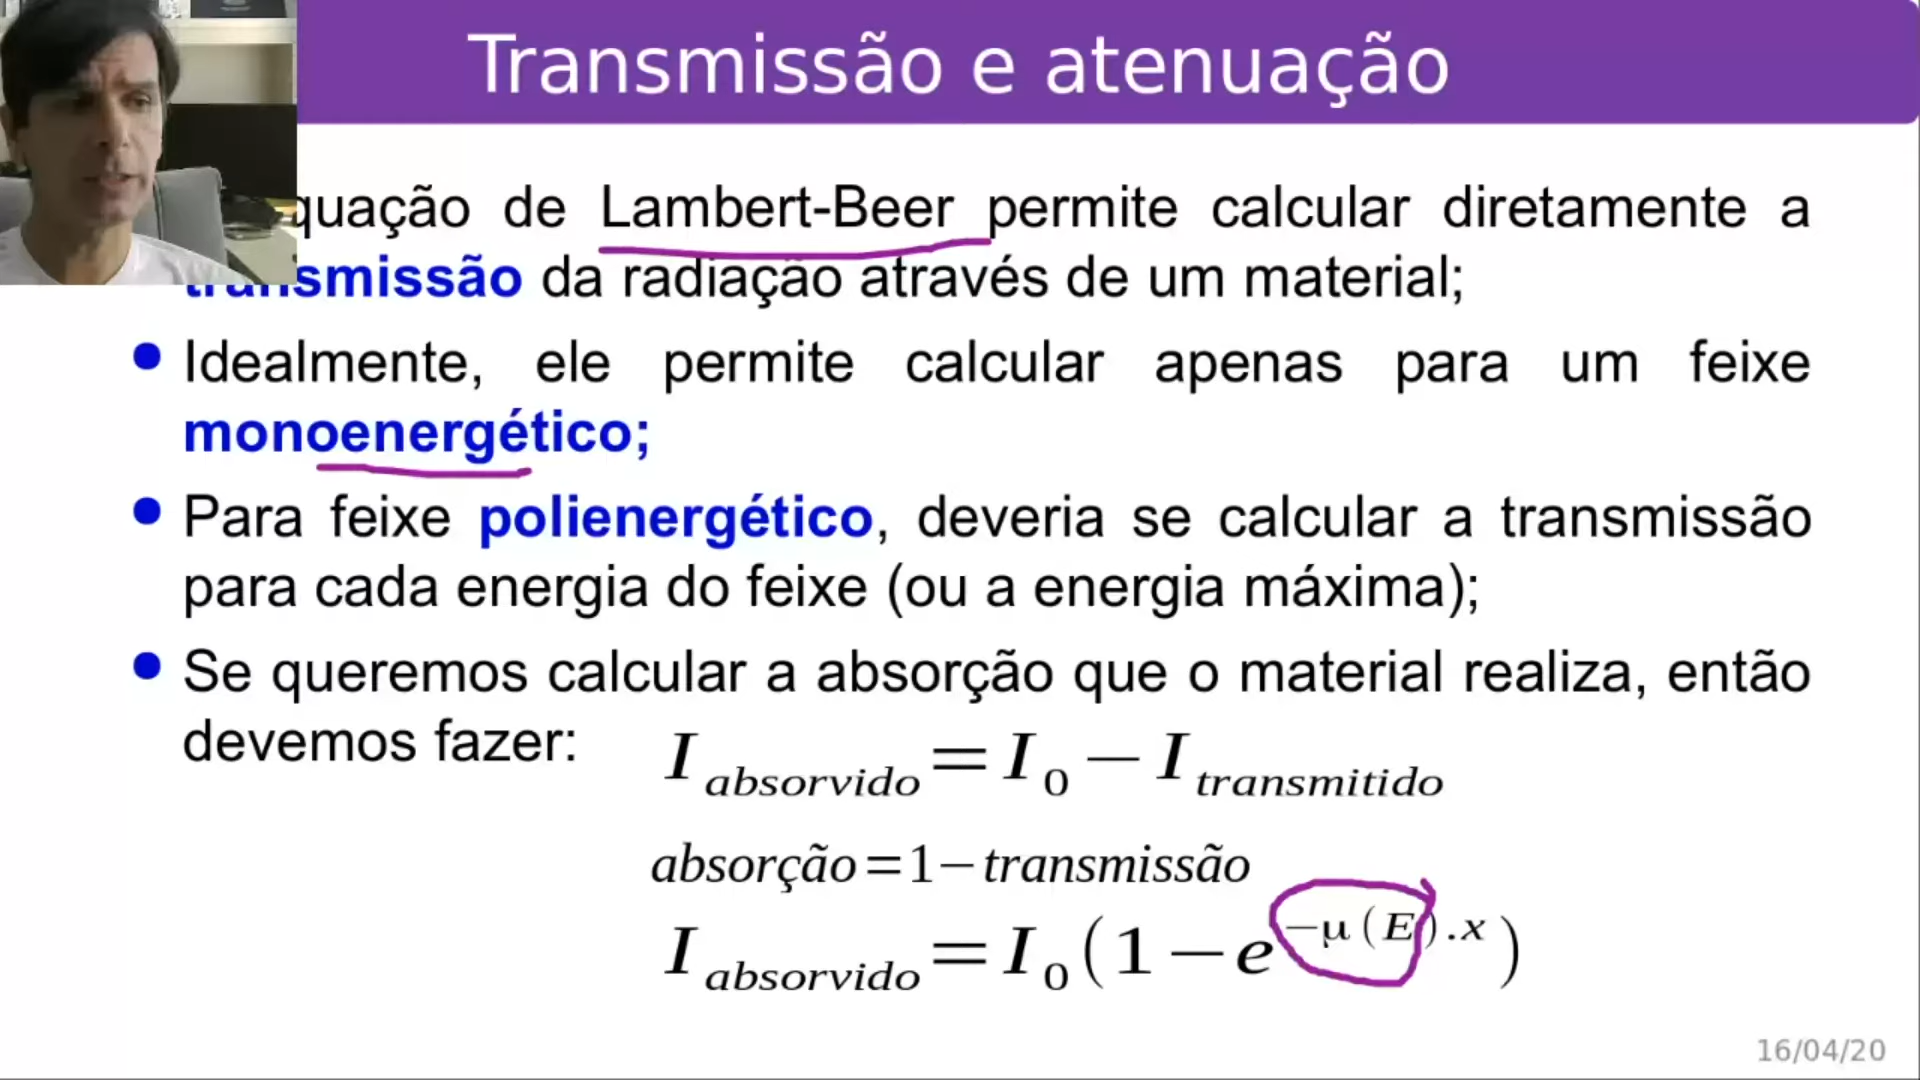 Transmissão e atenuação
quação de Lambert-Beer permite calcular diretamente a
transmissão da radiação através de um material;
• Idealmente, ele permite calcular apenas para um feixe
monoenergético;
• Para feixe polienergético, deveria se calcular a transmissão
para cada energia do feixe (ou a energia máxima);
• Se queremos calcular a absorção que o material realiza, então
devemos fazer: I absorvido = I 0 − I transmitido
absorção = 1 − transmissão
I absorvido = I 0 ( 1 − e −μ (E) . x )
16/04/20